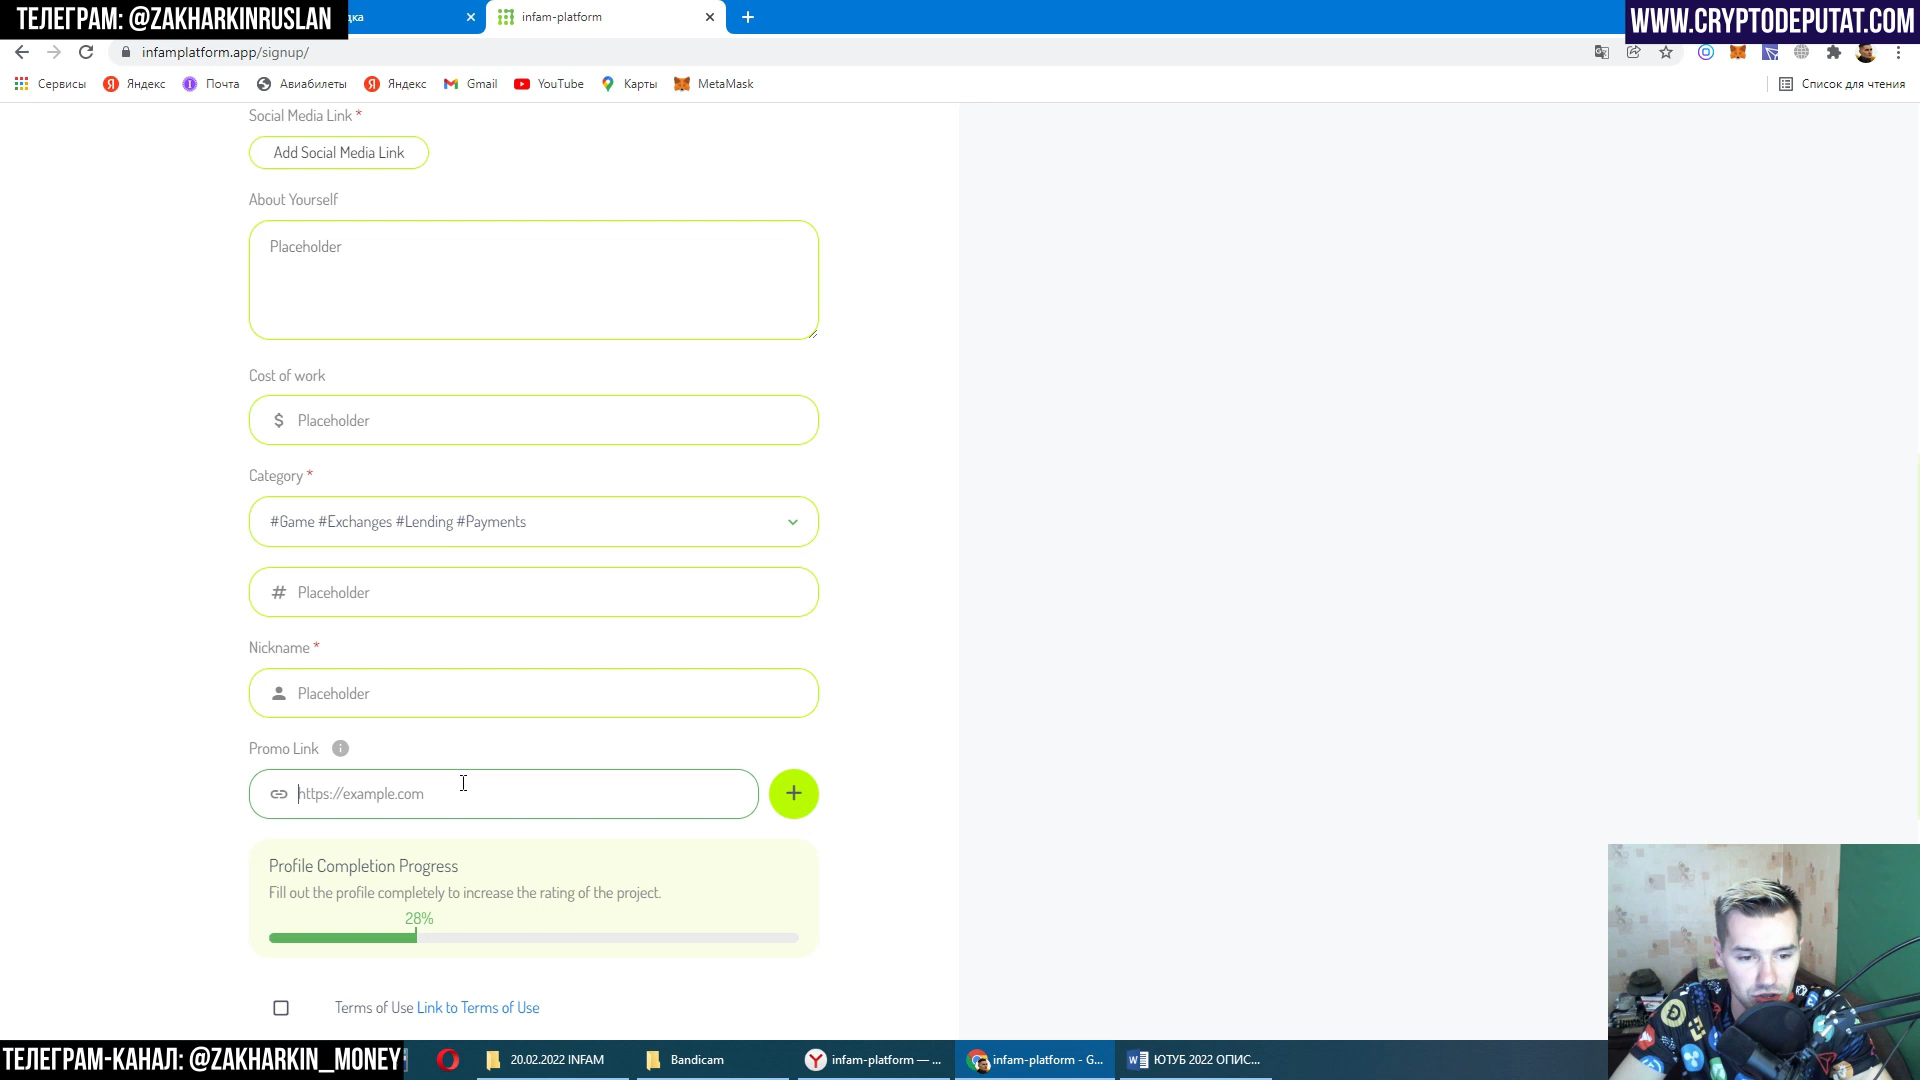 ТЕЛЕГРАМ: @ZAKHARKINRUSLAN
дка
infam-platform
WWW.CRYPTODEPUTAT.COM
infamplatform.app/signup/
Сервисы
Яндекс
Почта
Авиабилеты
Яндекс
Gmail
YouTube
Карты
MetaMask
Список для чтения
Social Media Link *
Add Social Media Link
About Yourself
Placeholder
Cost of work
$ Placeholder
Category *
#Game #Exchanges #Lending #Payments
# Placeholder
Nickname *
Placeholder
Promo Link
https://example.com
+
Profile Completion Progress
Fill out the profile completely to increase the rating of the project.
28%
Terms of Use Link to Terms of Use
ТЕЛЕГРАМ-КАНАЛ: @ZAKHARKIN_MONEY
20.02.2022 INFAM
Bandicam
infam-platform — ...
infam-platform - G...
ЮТУБ 2022 ОПИС...